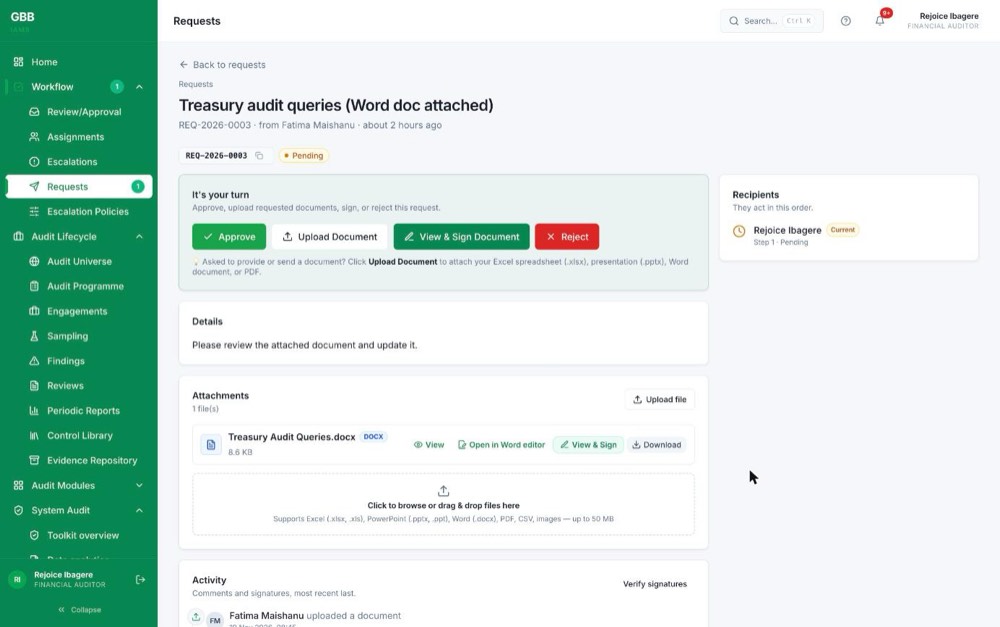 GBB
Requests
Search... Ctrl K
9+
Rejoice Ibagere
FINANCIAL AUDITOR
Home
Workflow 1
Review/Approval
Assignments
Escalations
Requests 1
Escalation Policies
Audit Lifecycle
Audit Universe
Audit Programme
Engagements
Sampling
Findings
Reviews
Periodic Reports
Control Library
Evidence Repository
Audit Modules
System Audit
Toolkit overview
RI
Rejoice Ibagere
FINANCIAL AUDITOR
« Collapse
← Back to requests
Requests
Treasury audit queries (Word doc attached)
REQ-2026-0003 · from Fatima Maishanu · about 2 hours ago
REQ-2026-0003 Pending
It's your turn
Approve, upload requested documents, sign, or reject this request.
Approve Upload Document View & Sign Document Reject
Asked to provide or send a document? Click Upload Document to attach your Excel spreadsheet (.xlsx), presentation (.pptx), Word
document, or PDF.
Details
Please review the attached document and update it.
Attachments
1 file(s)
Upload file
Treasury Audit Queries.docx DOCX
8.6 KB
View Open in Word editor View & Sign Download
Click to browse or drag & drop files here
Supports Excel (.xlsx, .xls), PowerPoint (.pptx, .ppt), Word (.docx), PDF, CSV, images — up to 50 MB
Activity
Comments and signatures, most recent last.
Verify signatures
FM
Fatima Maishanu uploaded a document
Recipients
They act in this order.
Rejoice Ibagere Current
Step 1 · Pending